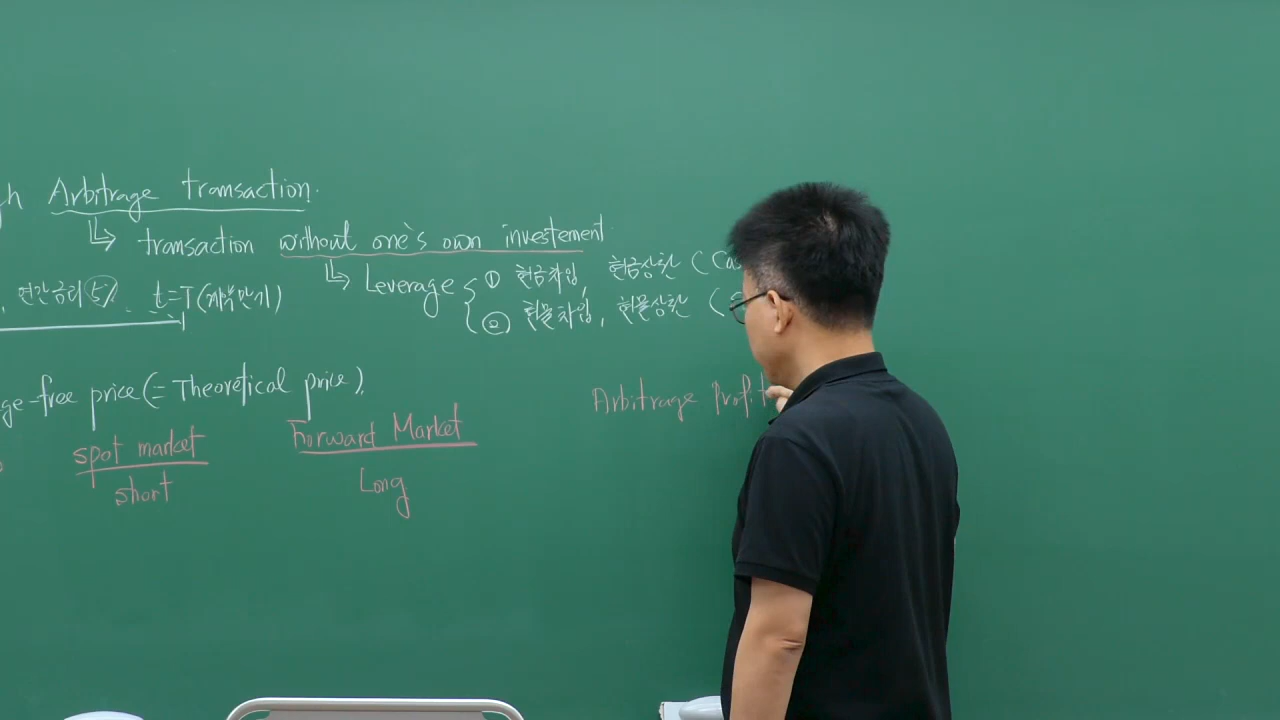 Arbitrage transaction.
transaction without one's own investement
Leverage ① 현금차입, 현금상환 (
② 현물차입, 현물상환 (
, 연간금리 5%. t=T(계약만기)
-free price (= Theoretical price),
Arbitrage Profit
spot market
Forward Market
short
Long